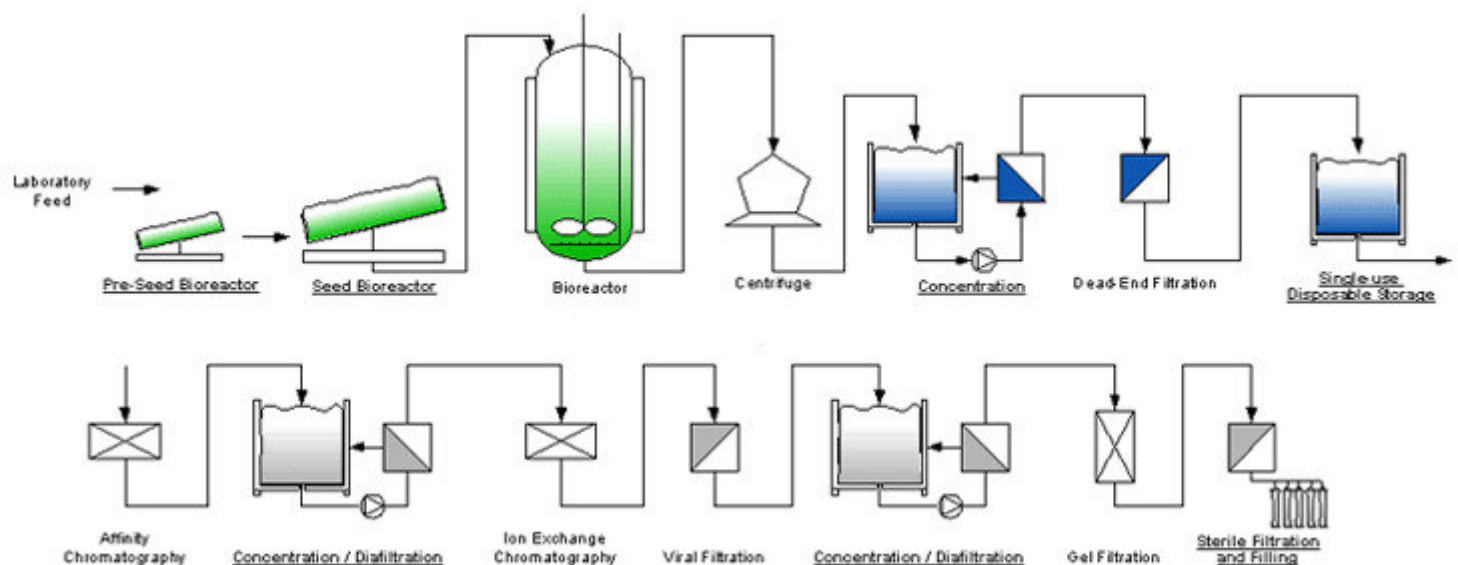 Laboratory
Feed
Pre-Seed Bioreactor
Seed Bioreactor
Bioreactor
Centrifuge
Concentration
Dead-End Filtration
Single-use
Disposable Storage
Affinity
Chromatography
Concentration / Diafiltration
Ion Exchange
Chromatography
Viral Filtration
Concentration / Diafiltration
Gel Filtration
Sterile Filtration
and Filling